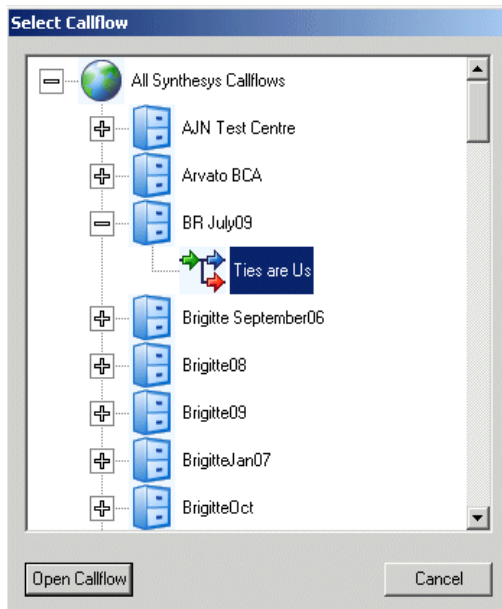 Select Callflow
All Synthesys Callflows
AJN Test Centre
Arvato BCA
BR July09
Ties are Us
Brigitte September06
Brigitte08
Brigitte09
BrigitteJan07
BrigitteOct
Open Callflow
Cancel